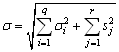 σ = √(∑_{i=1}^{q} σ_i^2 + ∑_{j=1}^{r} s_j^2)